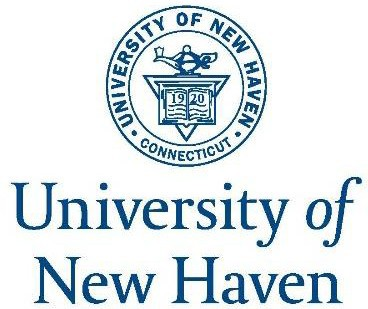 UNIVERSITY OF NEW HAVEN
1920
· CONNECTICUT ·
University of
New Haven